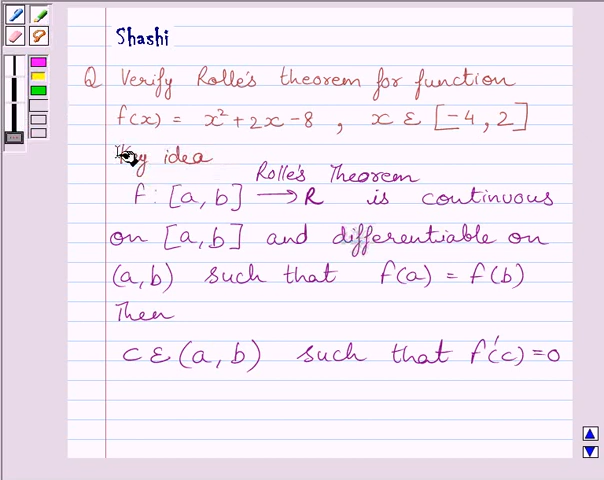 Shashi
Q Verify Rolle's theorem for function
f(x) = x² + 2x - 8 , x ε [-4, 2]
Key idea
Rolle's Theorem
f: [a, b] → R is continuous
on [a, b] and differentiable on
(a, b) such that f(a) = f(b)
Then
c ε (a, b) such that f'(c) = 0